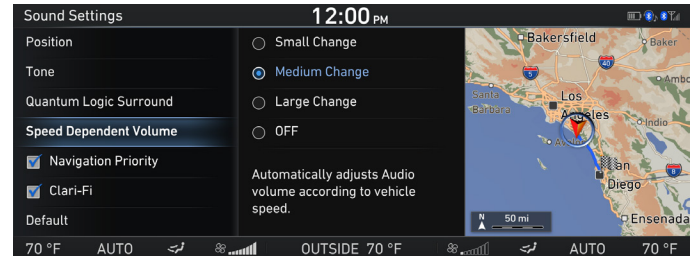 Sound Settings
12:00 PM
Position
Tone
Quantum Logic Surround
Speed Dependent Volume
Navigation Priority
Clari-Fi
Default
Small Change
Medium Change
Large Change
OFF
Automatically adjusts Audio
volume according to vehicle
speed.
Bakersfield
Baker
40
5
Santa
Barbara
Los
Angeles
Indio
San
Diego
8
Ensenada
N
50 mi
70 °F
AUTO
OUTSIDE 70 °F
AUTO
70 °F